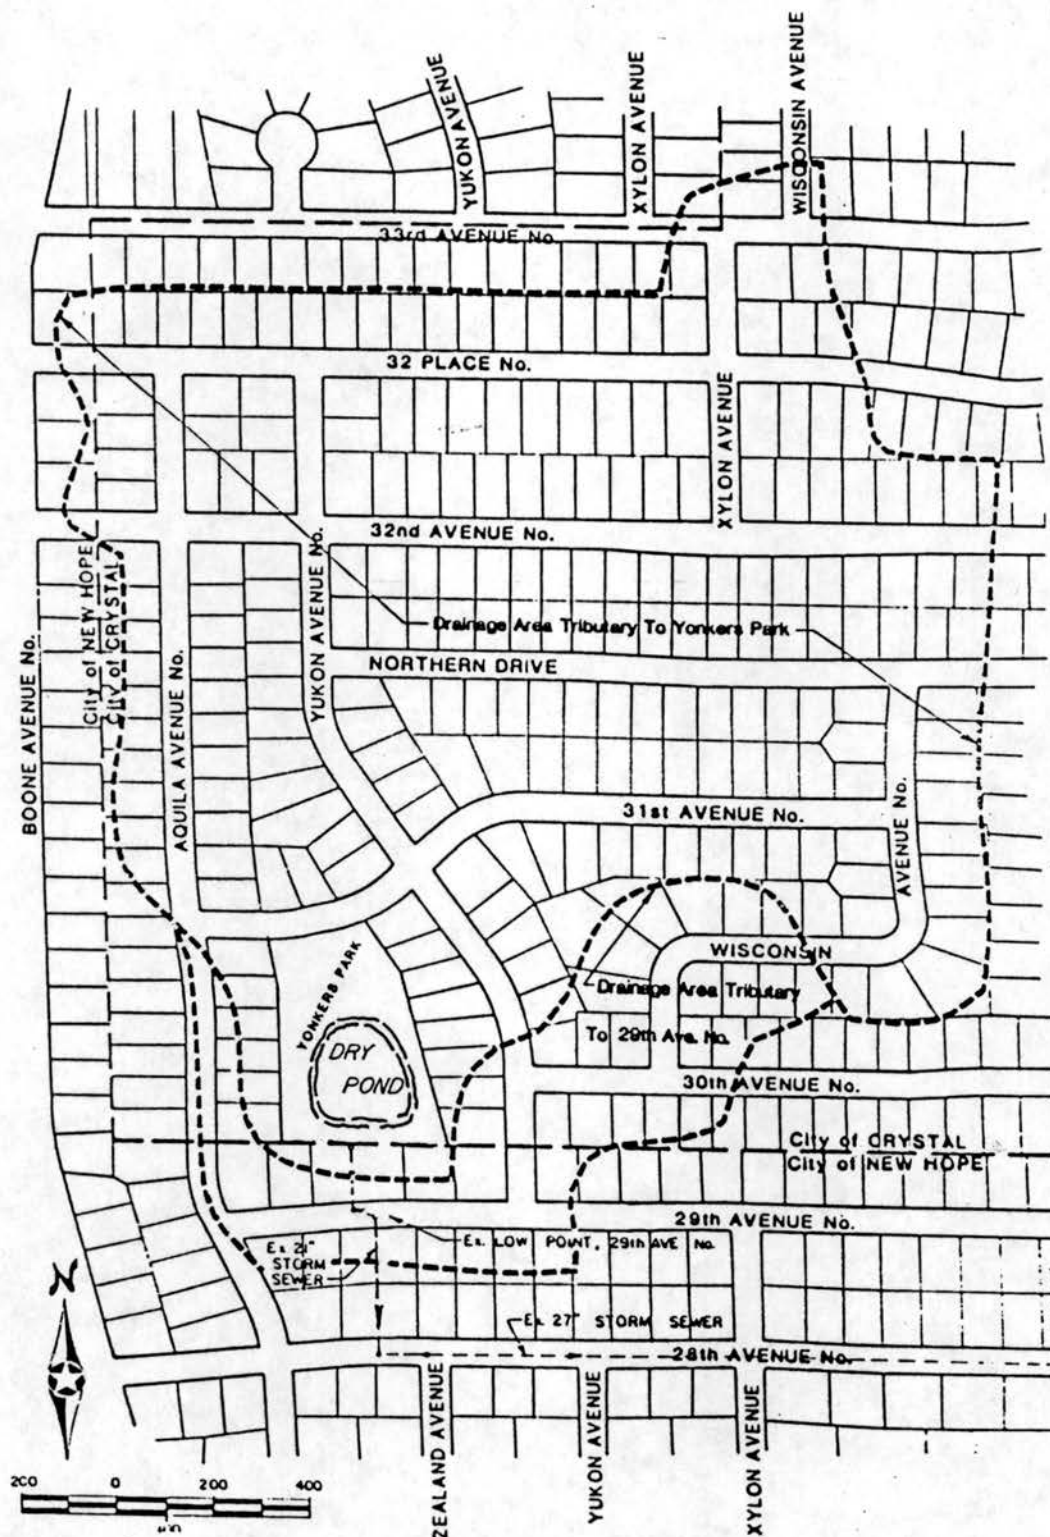 YUKON AVENUE
XYLON AVENUE
WISCONSIN AVENUE
33rd AVENUE No.
32 PLACE No.
XYLON AVENUE
32nd AVENUE No.
BOONE AVENUE No.
City of NEW HOPE
City of CRYSTAL
AQUILA AVENUE No.
YUKON AVENUE No.
Drainage Area Tributary To Yonkers Park
NORTHERN DRIVE
31st AVENUE No.
AVENUE No.
WISCONSIN
YONKERS PARK
DRY
POND
Drainage Area Tributary
To 29th Ave. No.
30th AVENUE No.
City of CRYSTAL
City of NEW HOPE
29th AVENUE No.
Ex. LOW POINT, 29th AVE No.
Ex 21"
STORM
SEWER
Ex 27" STORM SEWER
28th AVENUE No.
N
ZEALAND AVENUE
YUKON AVENUE
XYLON AVENUE
200 0 200 400